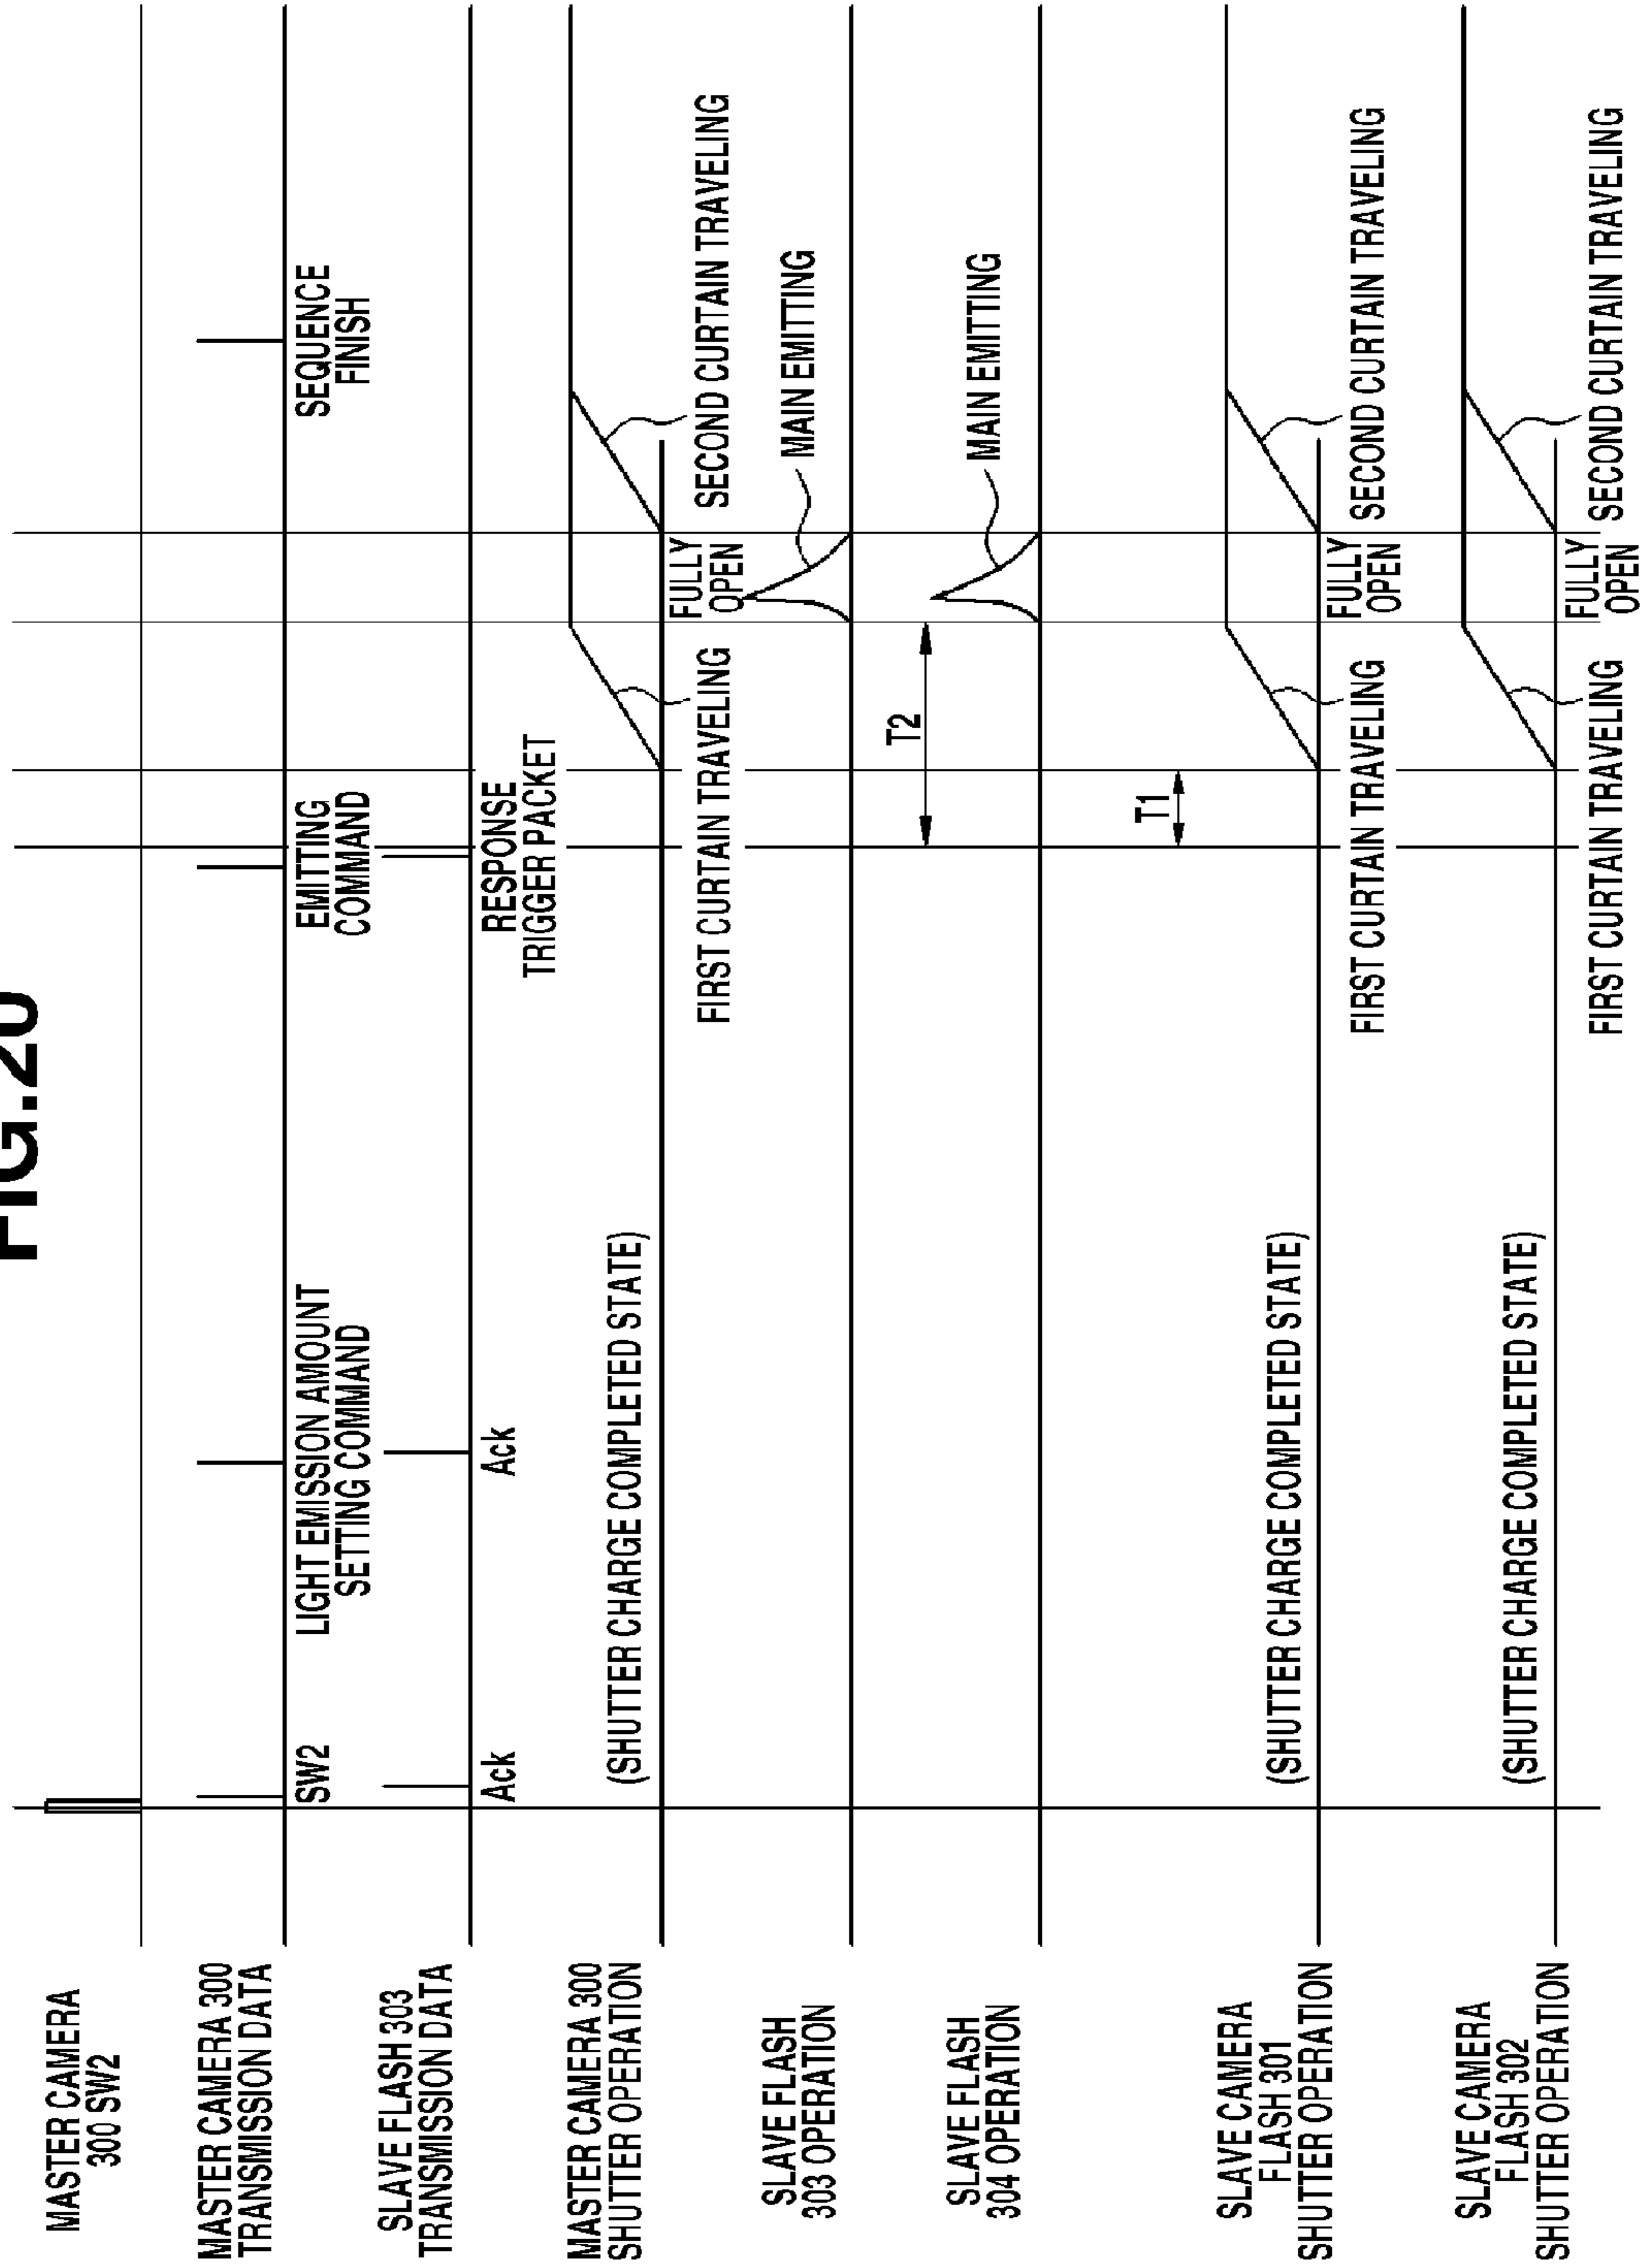 FIG.20
MASTER CAMERA
300 SW2
MASTER CAMERA 300
TRANSMISSION DATA
SW2
LIGHT EMISSION AMOUNT
SETTING COMMAND
EMITTING
COMMAND
SEQUENCE
FINISH
SLAVE FLASH 303
TRANSMISSION DATA
Ack
Ack
RESPONSE
TRIGGER PACKET
MASTER CAMERA 300
SHUTTER OPERATION
(SHUTTER CHARGE COMPLETED STATE)
FIRST CURTAIN TRAVELING
FULLY
OPEN
SECOND CURTAIN TRAVELING
SLAVE FLASH
303 OPERATION
MAIN EMITTING
T2
SLAVE FLASH
304 OPERATION
MAIN EMITTING
T1
SLAVE CAMERA
FLASH 301
SHUTTER OPERATION
(SHUTTER CHARGE COMPLETED STATE)
FIRST CURTAIN TRAVELING
FULLY
OPEN
SECOND CURTAIN TRAVELING
SLAVE CAMERA
FLASH 302
SHUTTER OPERATION
(SHUTTER CHARGE COMPLETED STATE)
FIRST CURTAIN TRAVELING
FULLY
OPEN
SECOND CURTAIN TRAVELING